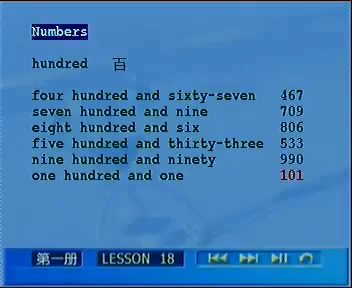 Numbers
hundred 百
four hundred and sixty-seven 467
seven hundred and nine 709
eight hundred and six 806
five hundred and thirty-three 533
nine hundred and ninety 990
one hundred and one 101
第一册 LESSON 18